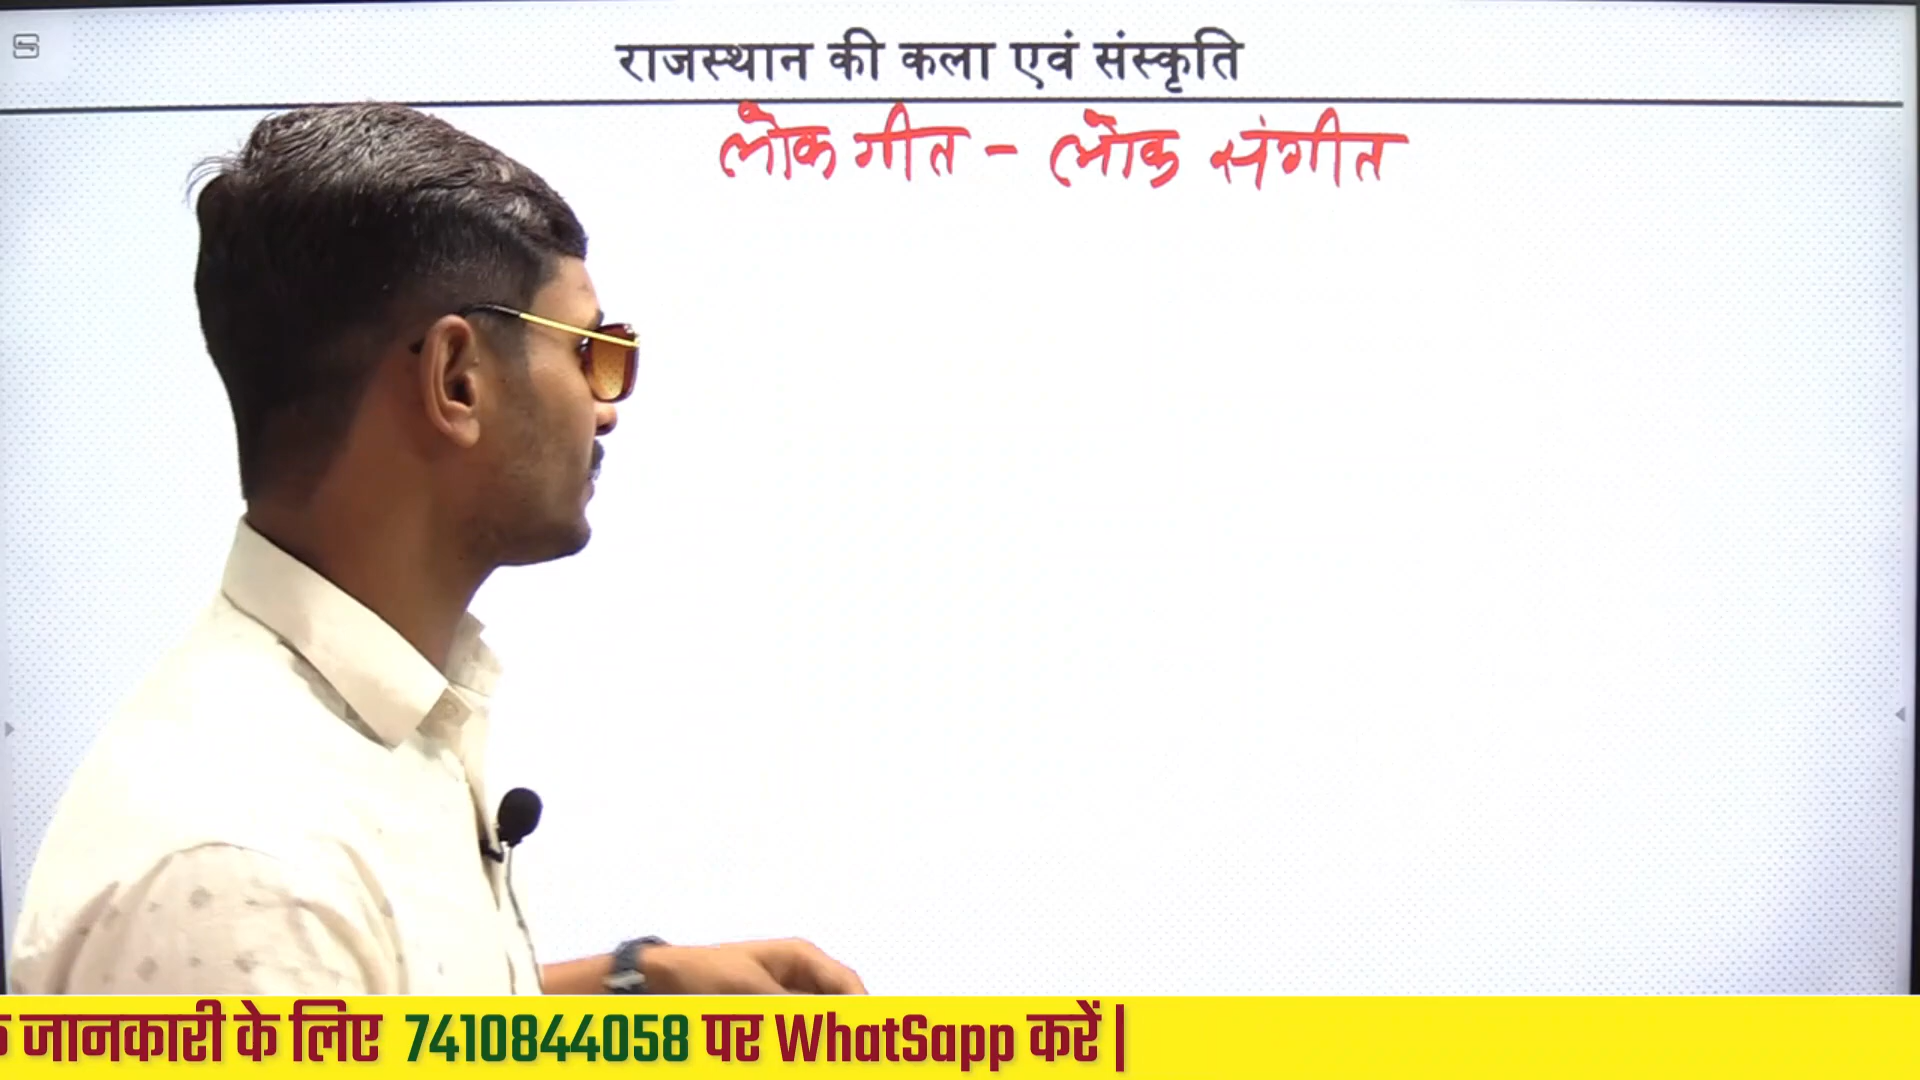 राजस्थान की कला एवं संस्कृति
लोक गीत - लोक संगीत
जानकारी के लिए 7410844058 पर WhatSapp करें |